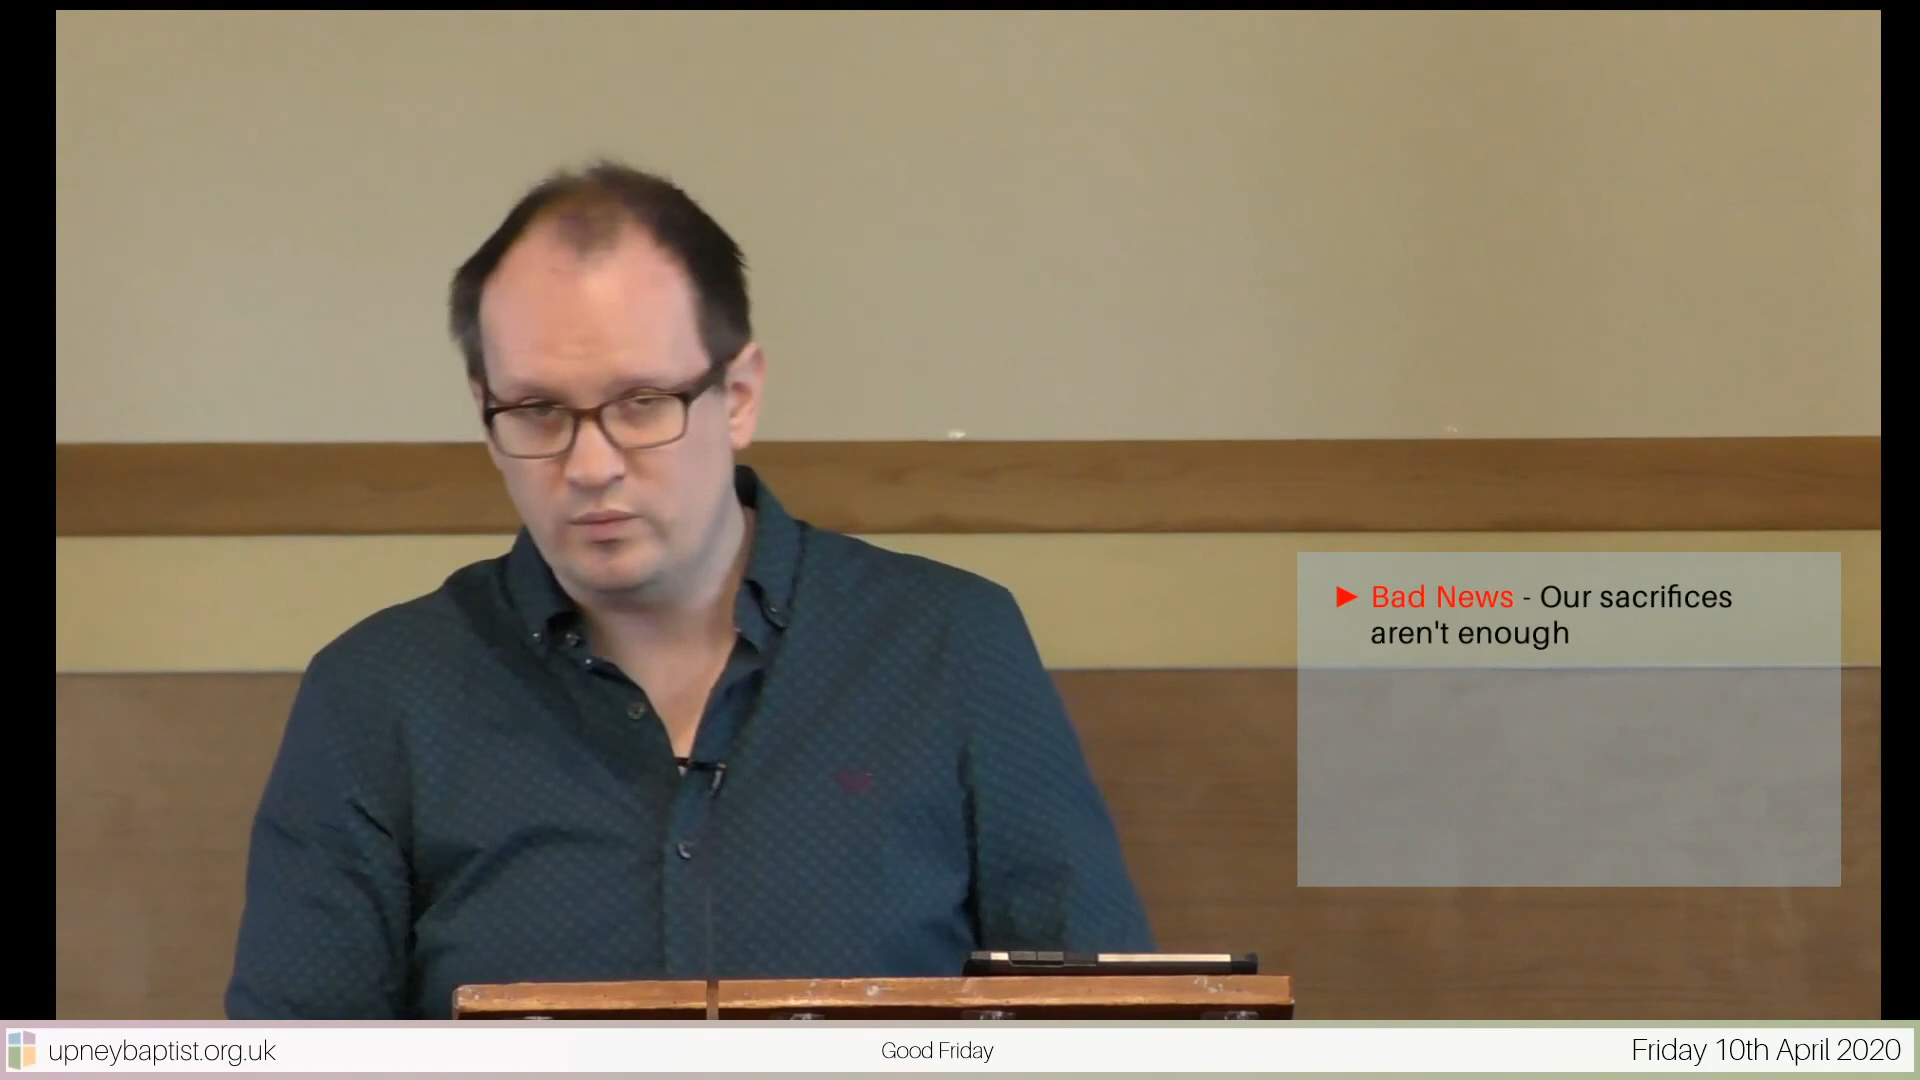 ► Bad News - Our sacrifices
aren't enough
upneybaptist.org.uk
Good Friday
Friday 10th April 2020